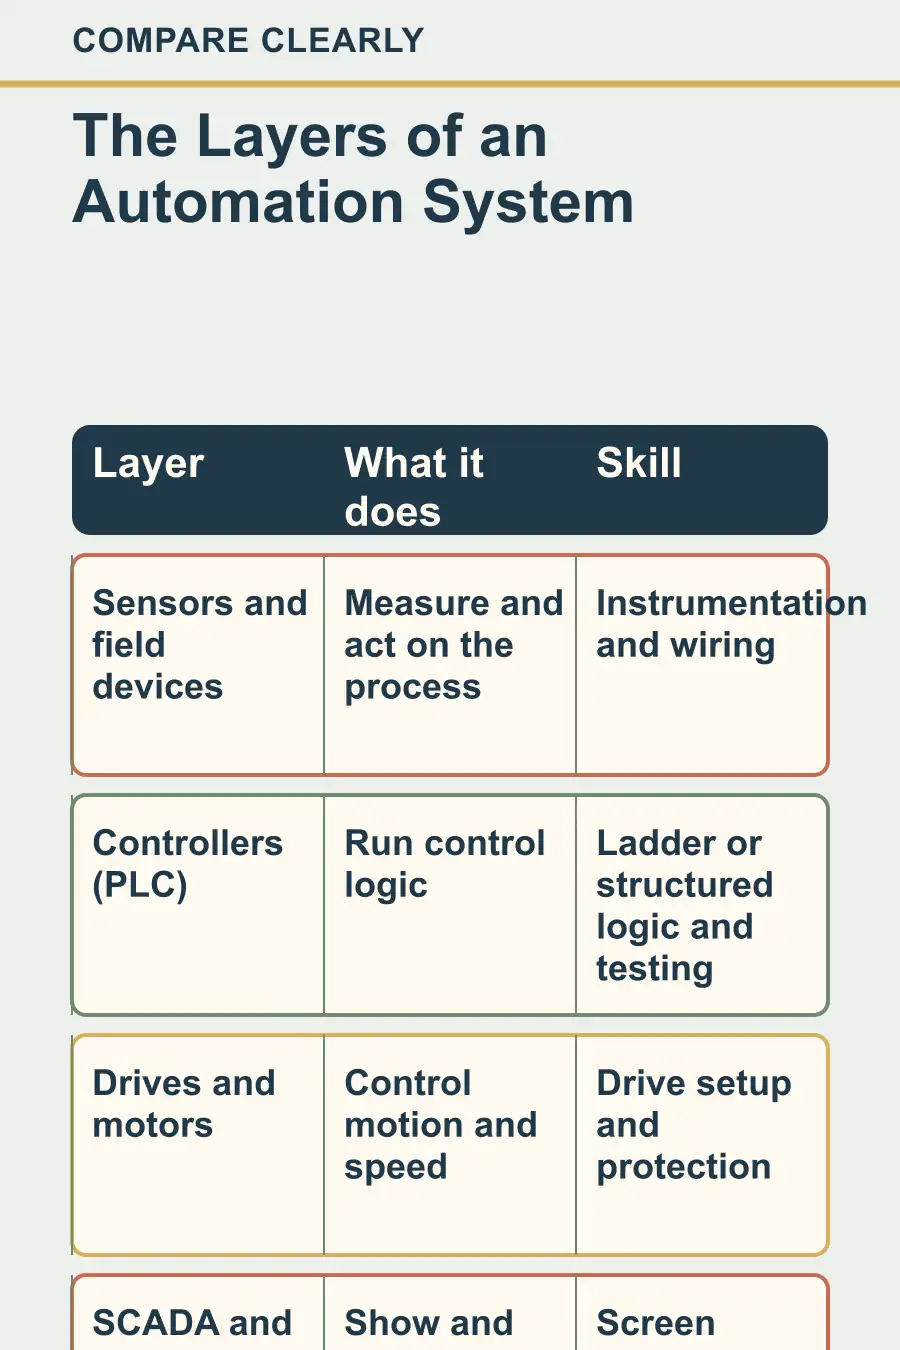 COMPARE CLEARLY
The Layers of an
Automation System
Layer
What it
does
Skill
Sensors and
field
devices
Measure and
act on the
process
Instrumentation
and wiring
Controllers
(PLC)
Run control
logic
Ladder or
structured
logic and
testing
Drives and
motors
Control
motion and
speed
Drive setup
and
protection
SCADA and
Show and
Screen